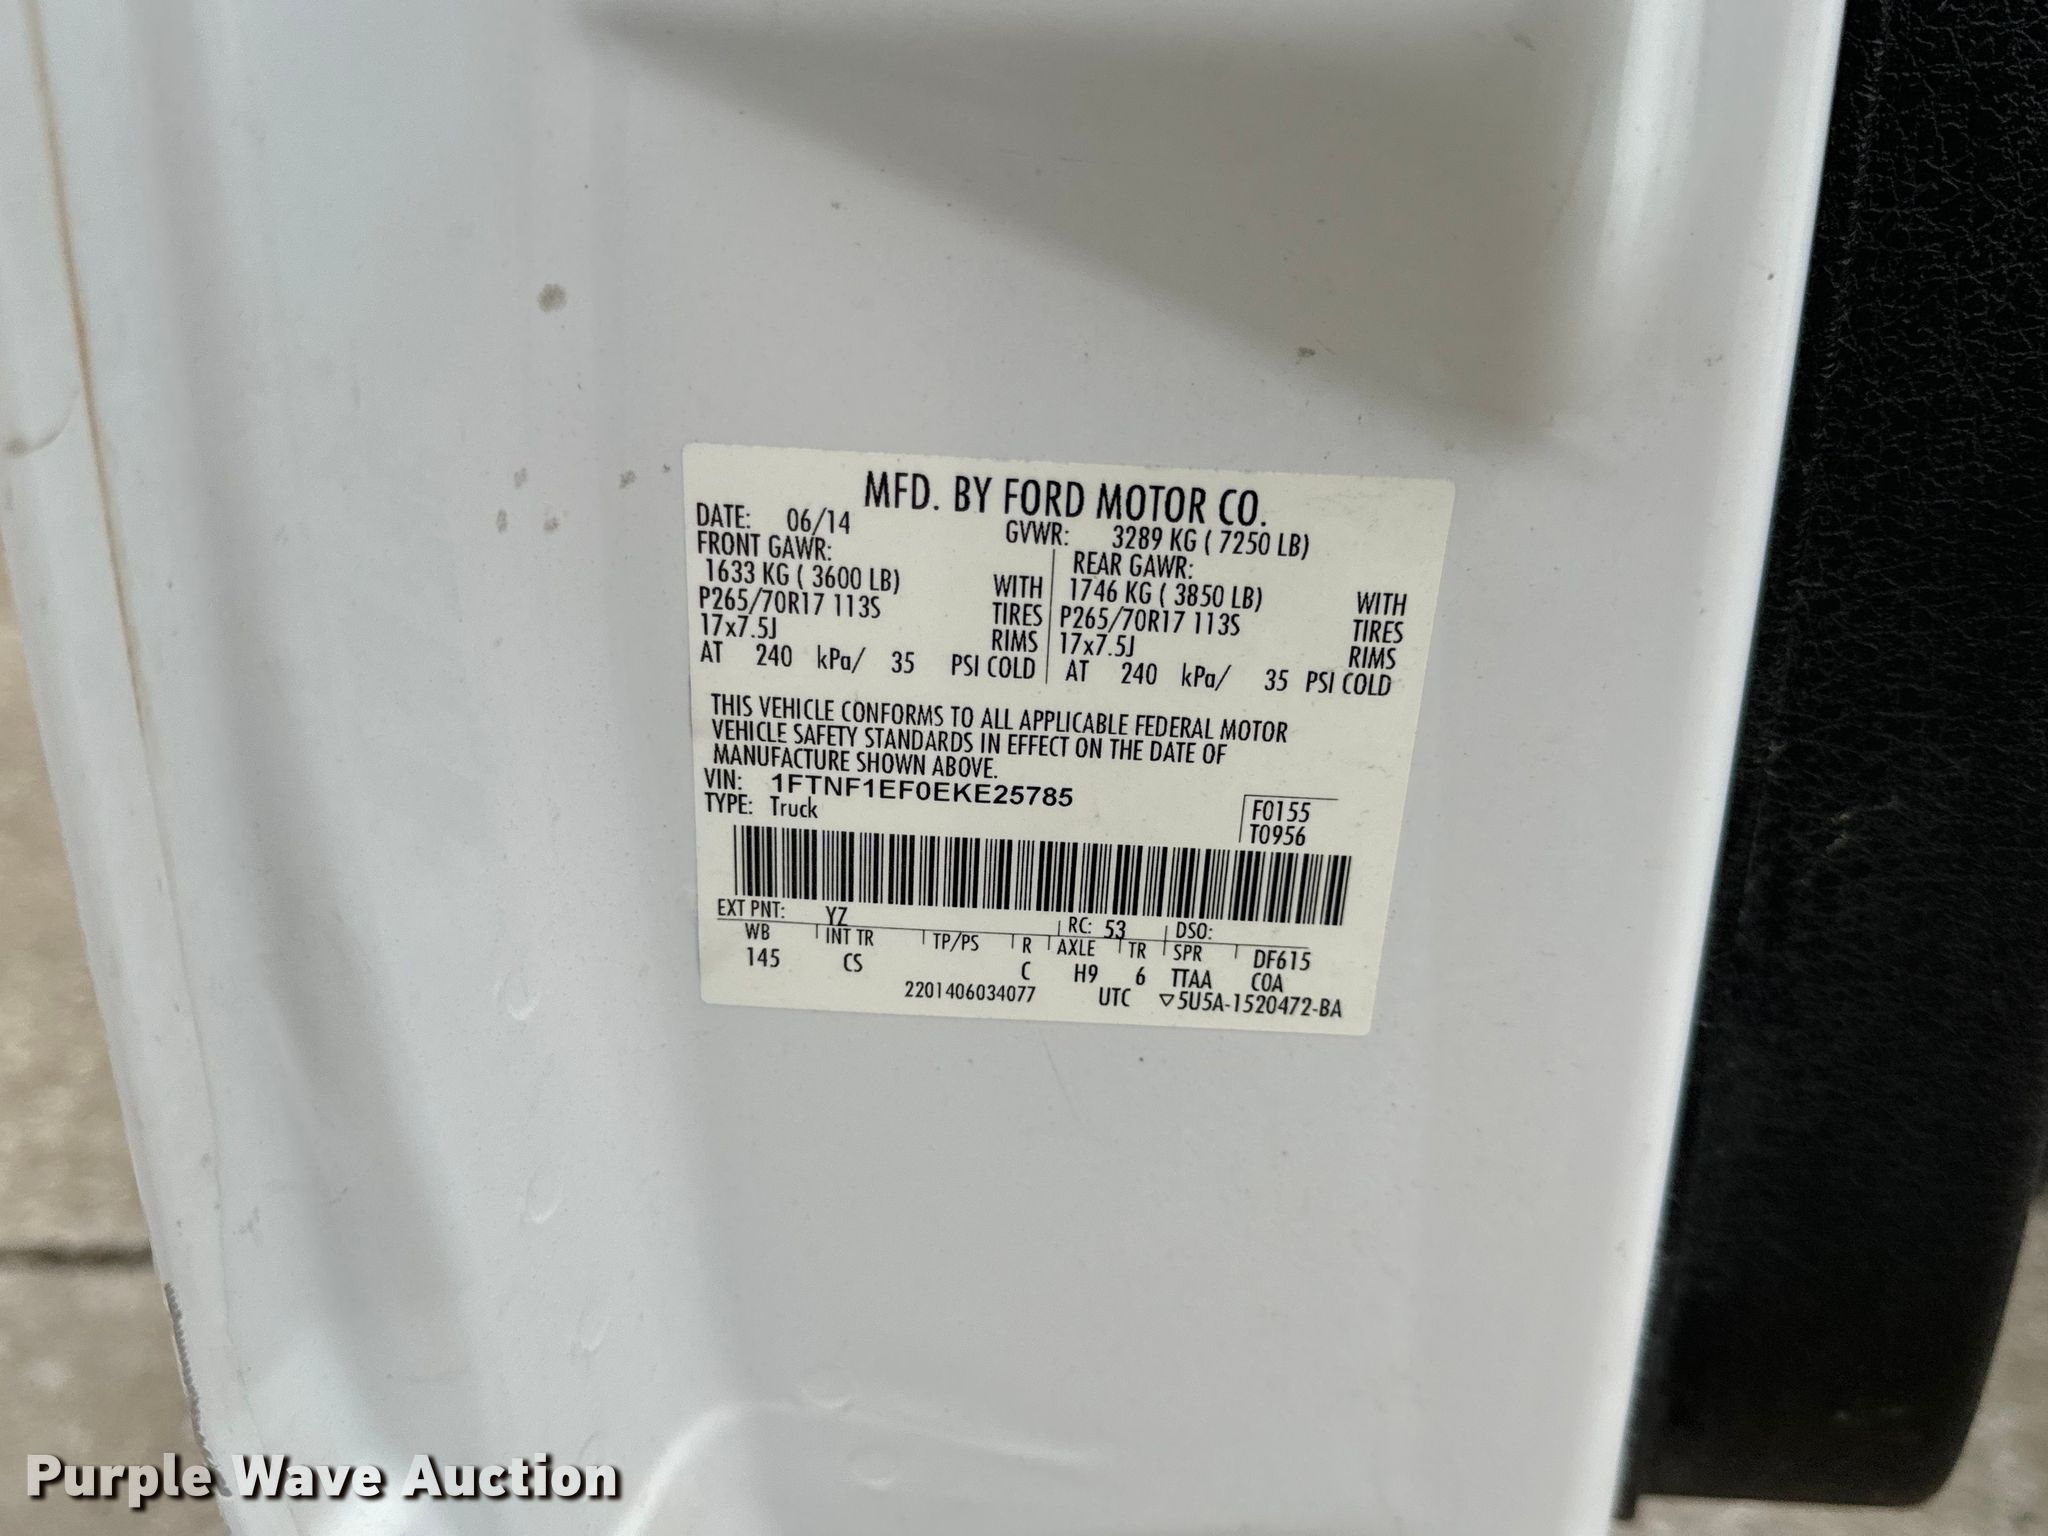 MFD. BY FORD MOTOR CO.
DATE: 06/14 GVWR: 3289 KG ( 7250 LB)
FRONT GAWR: REAR GAWR:
1633 KG ( 3600 LB) WITH 1746 KG ( 3850 LB) WITH
P265/70R17 113S TIRES P265/70R17 113S TIRES
17x7.5J RIMS 17x7.5J RIMS
AT 240 kPa/ 35 PSI COLD AT 240 kPa/ 35 PSI COLD
THIS VEHICLE CONFORMS TO ALL APPLICABLE FEDERAL MOTOR
VEHICLE SAFETY STANDARDS IN EFFECT ON THE DATE OF
MANUFACTURE SHOWN ABOVE.
VIN: 1FTNF1EF0EKE25785
TYPE: Truck
F0155
T0956
EXT PNT: YZ RC: 53 DSO:
WB INT TR TP/PS R AXLE TR SPR DF615
145 CS C H9 6 TTAA COA
2201406034077 UTC ▽5U5A-1520472-BA
Purple Wave Auction